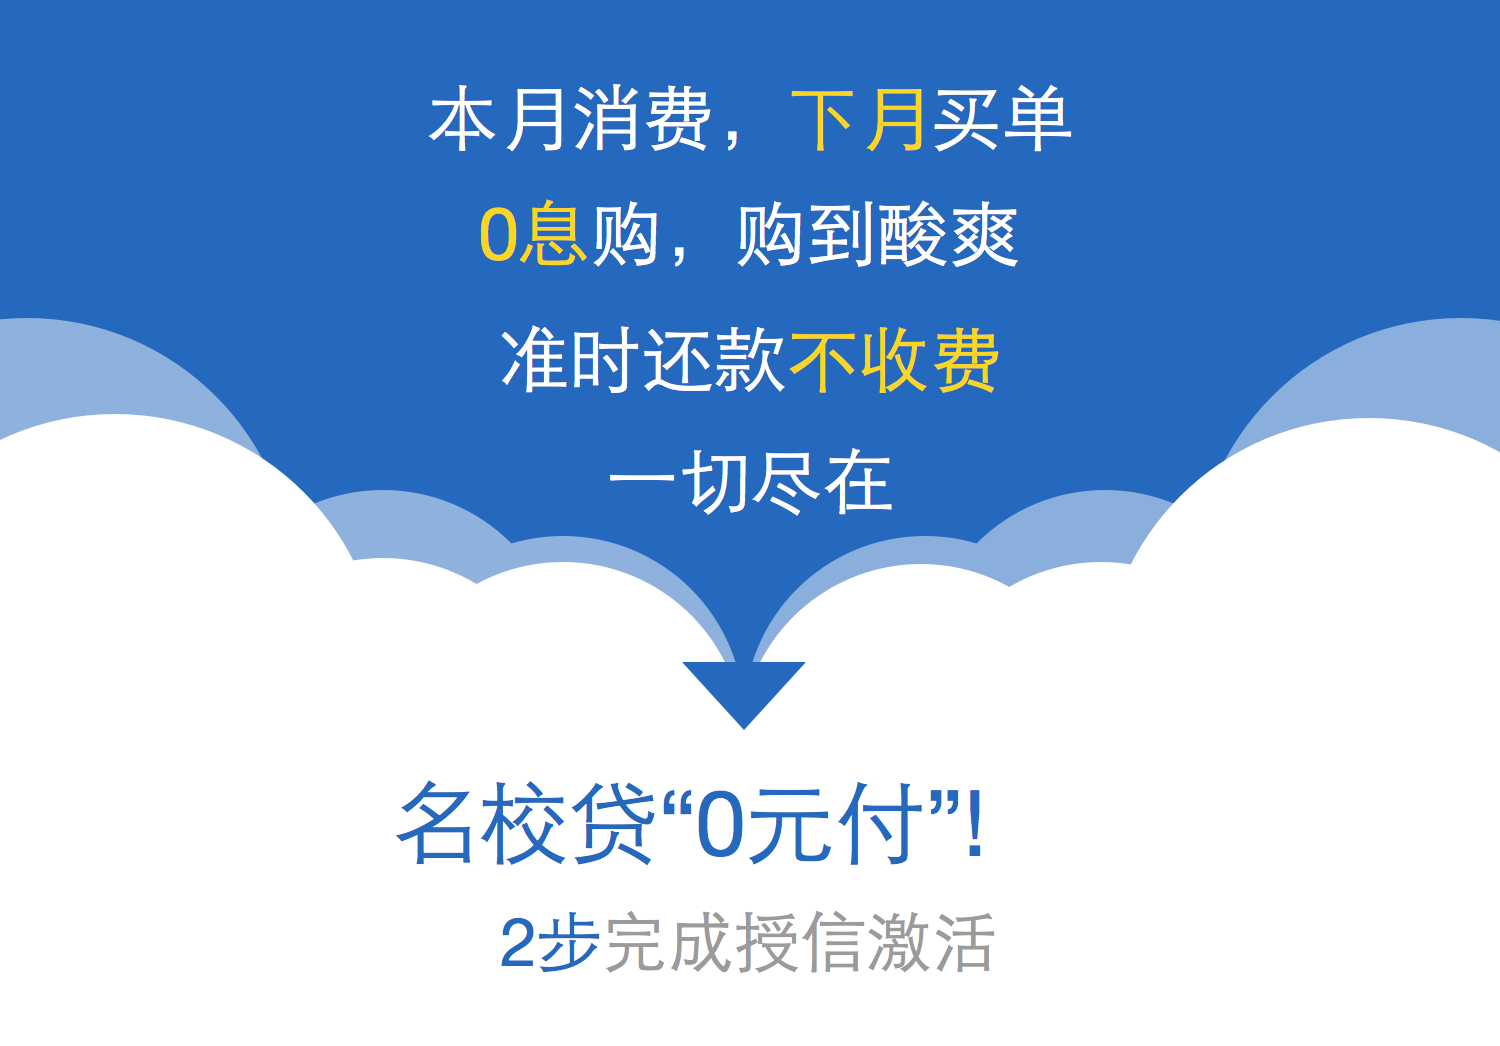 本月消费，下月买单
0息购，购到酸爽
准时还款不收费
一切尽在
名校贷“0元付”!
2步完成授信激活